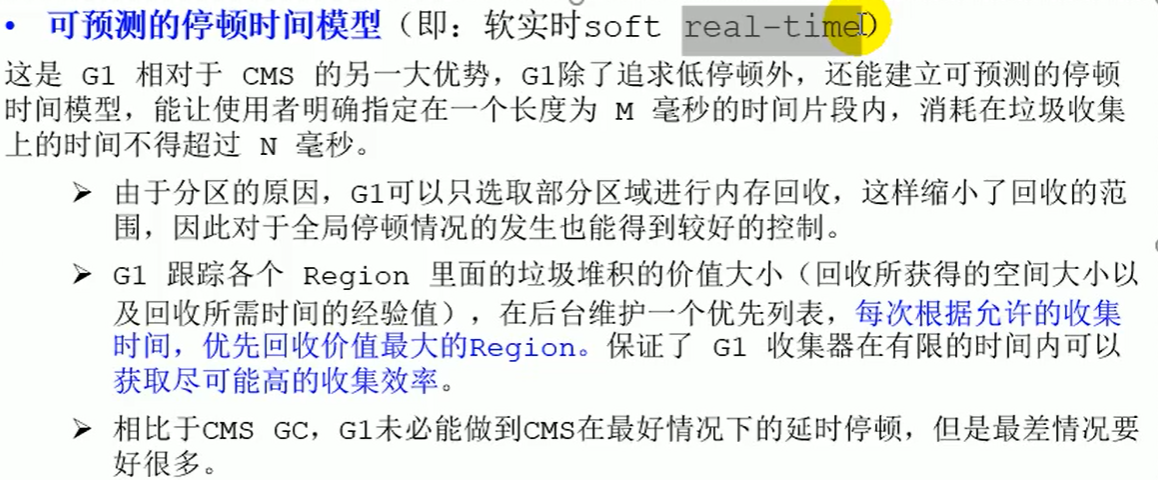 • 可预测的停顿时间模型（即：软实时soft real-time）
这是 G1 相对于 CMS 的另一大优势，G1除了追求低停顿外，还能建立可预测的停顿
时间模型，能让使用者明确指定在一个长度为 M 毫秒的时间片段内，消耗在垃圾收集
上的时间不得超过 N 毫秒。
➢ 由于分区的原因，G1可以只选取部分区域进行内存回收，这样缩小了回收的范
围，因此对于全局停顿情况的发生也能得到较好的控制。
➢ G1 跟踪各个 Region 里面的垃圾堆积的价值大小（回收所获得的空间大小以
及回收所需时间的经验值），在后台维护一个优先列表，每次根据允许的收集
时间，优先回收价值最大的Region。保证了 G1 收集器在有限的时间内可以
获取尽可能高的收集效率。
➢ 相比于CMS GC，G1未必能做到CMS在最好情况下的延时停顿，但是最差情况要
好很多。